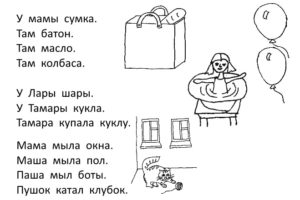 У мамы сумка.
Там батон.
Там масло.
Там колбаса.
У Лары шары.
У Тамары кукла.
Тамара купала куклу.
Мама мыла окна.
Маша мыла пол.
Паша мыл боты.
Пушок катал клубок.